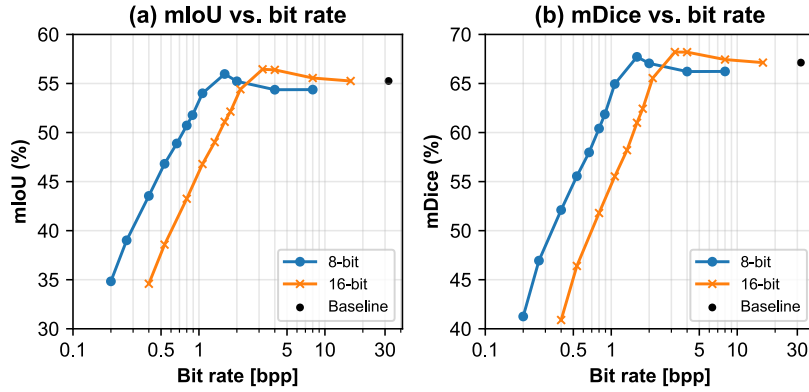 (a) mIoU vs. bit rate
mIoU (%)
60
55
50
45
40
35
30
0.1
0.5
1
5
10
30
Bit rate [bpp]
8-bit
16-bit
Baseline
(b) mDice vs. bit rate
mDice (%)
75
70
65
60
55
50
45
40
0.1
0.5
1
5
10
30
Bit rate [bpp]
8-bit
16-bit
Baseline